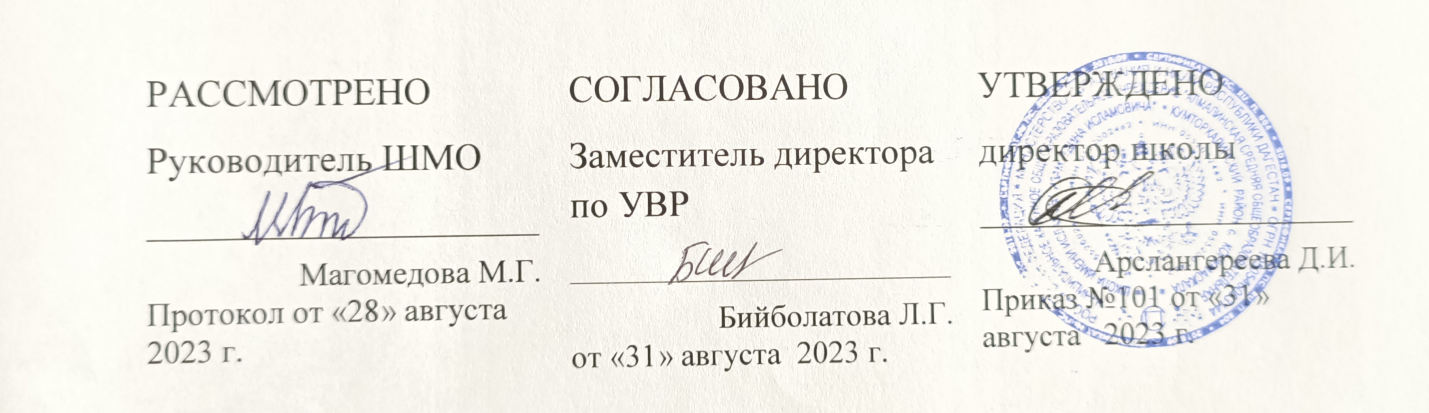 РАССМОТРЕНО
Руководитель ШМО
Магомедова М.Г.
Протокол от «28» августа
2023 г.
СОГЛАСОВАНО
Заместитель директора
по УВР
Бийболатова Л.Г.
от «31» августа 2023 г.
УТВЕРЖДЕНО
директор школы
Арслангереева Д.И.
Приказ №101 от «31»
августа 2023 г.